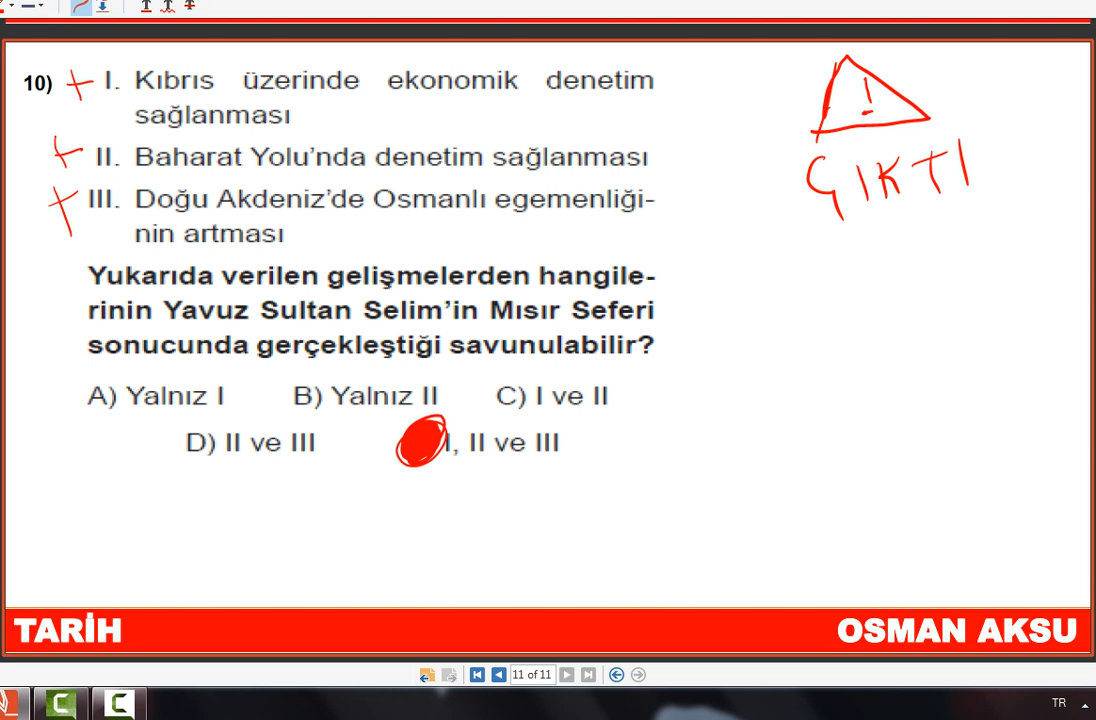 10) I. Kıbrıs üzerinde ekonomik denetim
sağlanması
II. Baharat Yolu’nda denetim sağlanması
III. Doğu Akdeniz’de Osmanlı egemenliği-
nin artması
Yukarıda verilen gelişmelerden hangile-
rinin Yavuz Sultan Selim’in Mısır Seferi
sonucunda gerçekleştiği savunulabilir?
A) Yalnız I B) Yalnız II C) I ve II
D) II ve III I, II ve III
!
ÇIKTI
TARİH OSMAN AKSU
11 of 11
TR